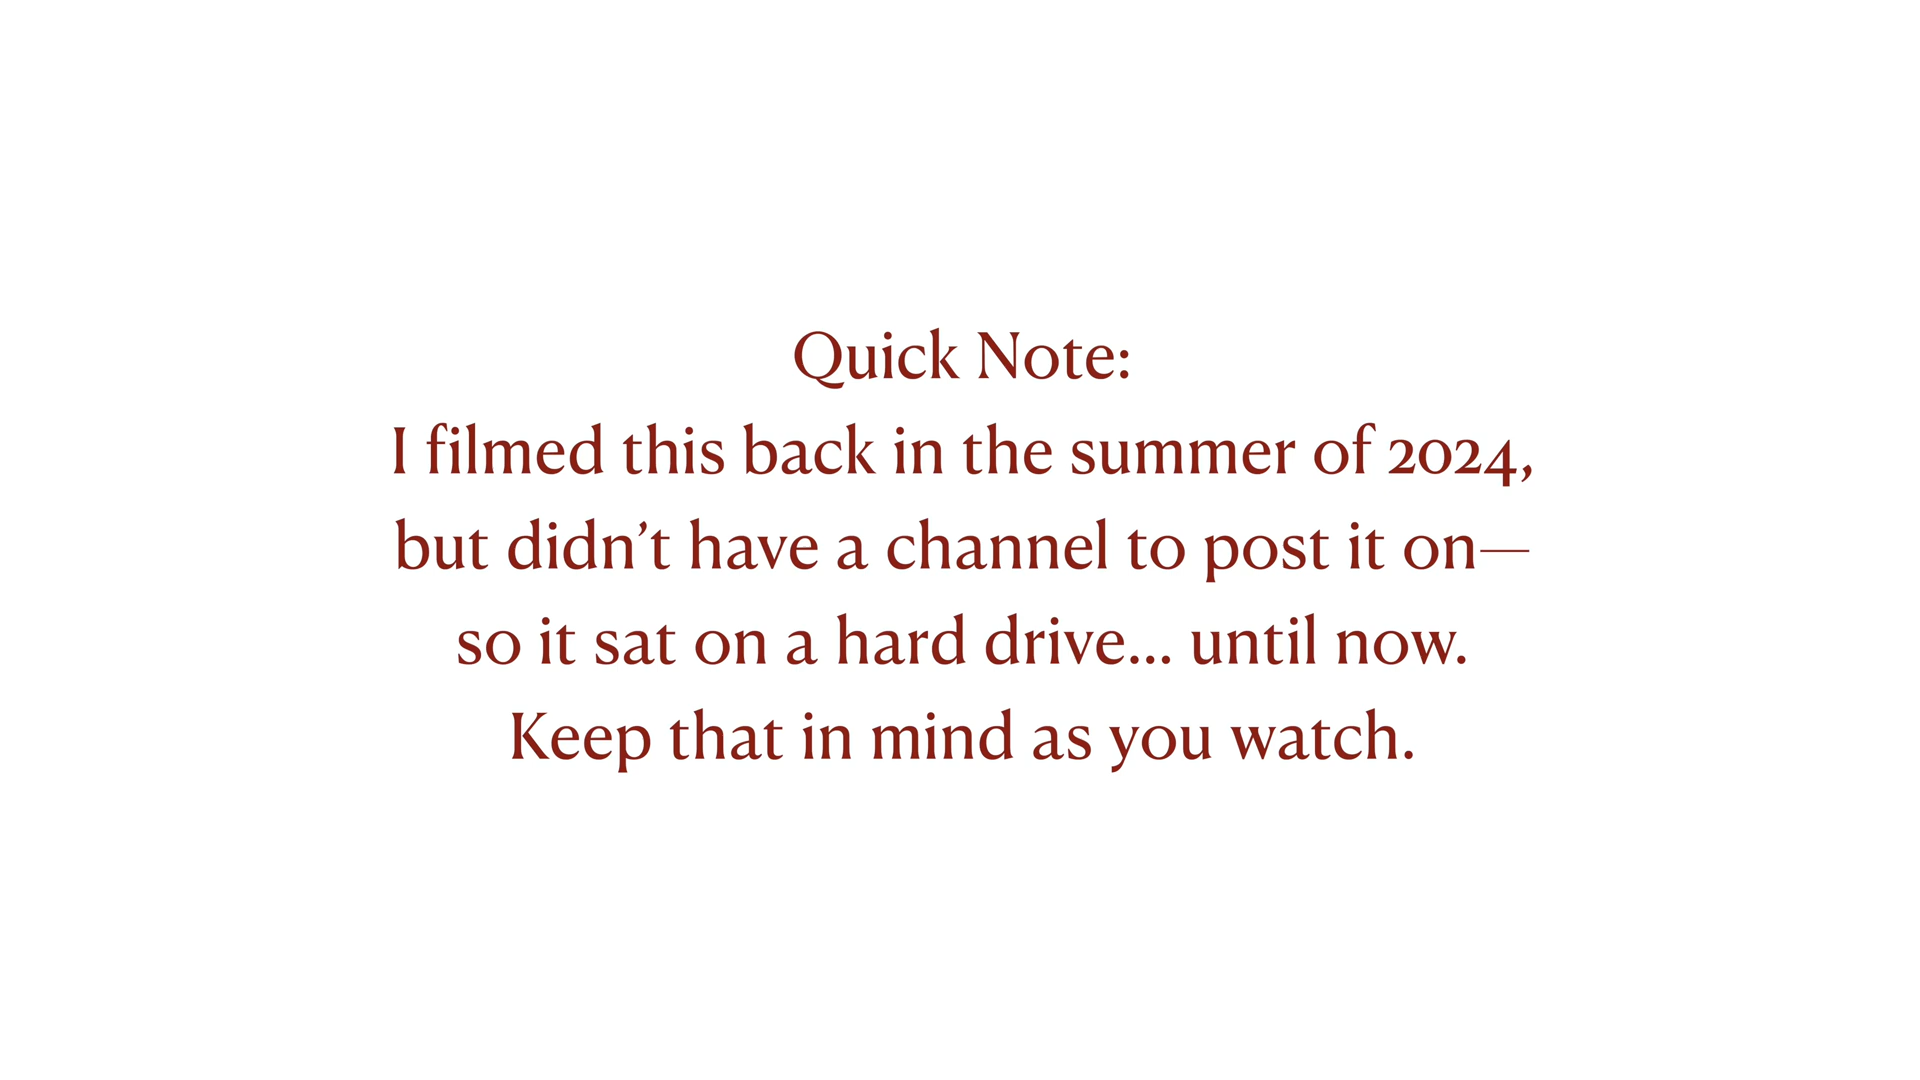 Quick Note:
I filmed this back in the summer of 2024,
but didn’t have a channel to post it on—
so it sat on a hard drive... until now.
Keep that in mind as you watch.